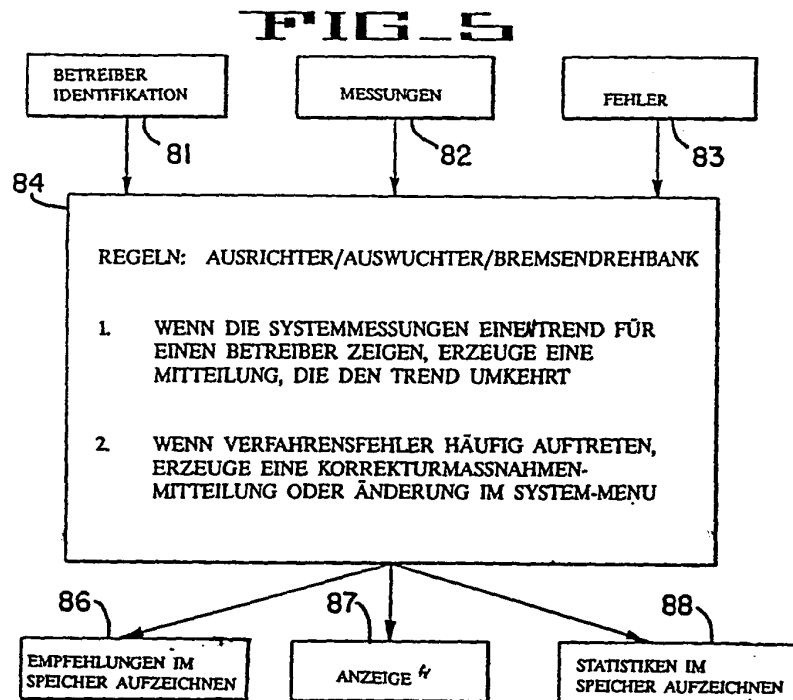 FIG_5
BETREIBER
IDENTIFIKATION
MESSUNGEN
FEHLER
81
82
83
84
REGELN: AUSRICHTER/AUSWUCHTER/BREMSENDREHBANK
1. WENN DIE SYSTEMMESSUNGEN EINEN TREND FÜR
EINEN BETREIBER ZEIGEN, ERZEUGE EINE
MITTEILUNG, DIE DEN TREND UMKEHRT
2. WENN VERFAHRENSFEHLER HÄUFIG AUFTRETEN,
ERZEUGE EINE KORREKTURMASSNAHMEN-
MITTEILUNG ODER ÄNDERUNG IM SYSTEM-MENU
86
87
88
EMPFEHLUNGEN IM
SPEICHER AUFZEICHNEN
ANZEIGE
STATISTIKEN IM
SPEICHER AUFZEICHNEN